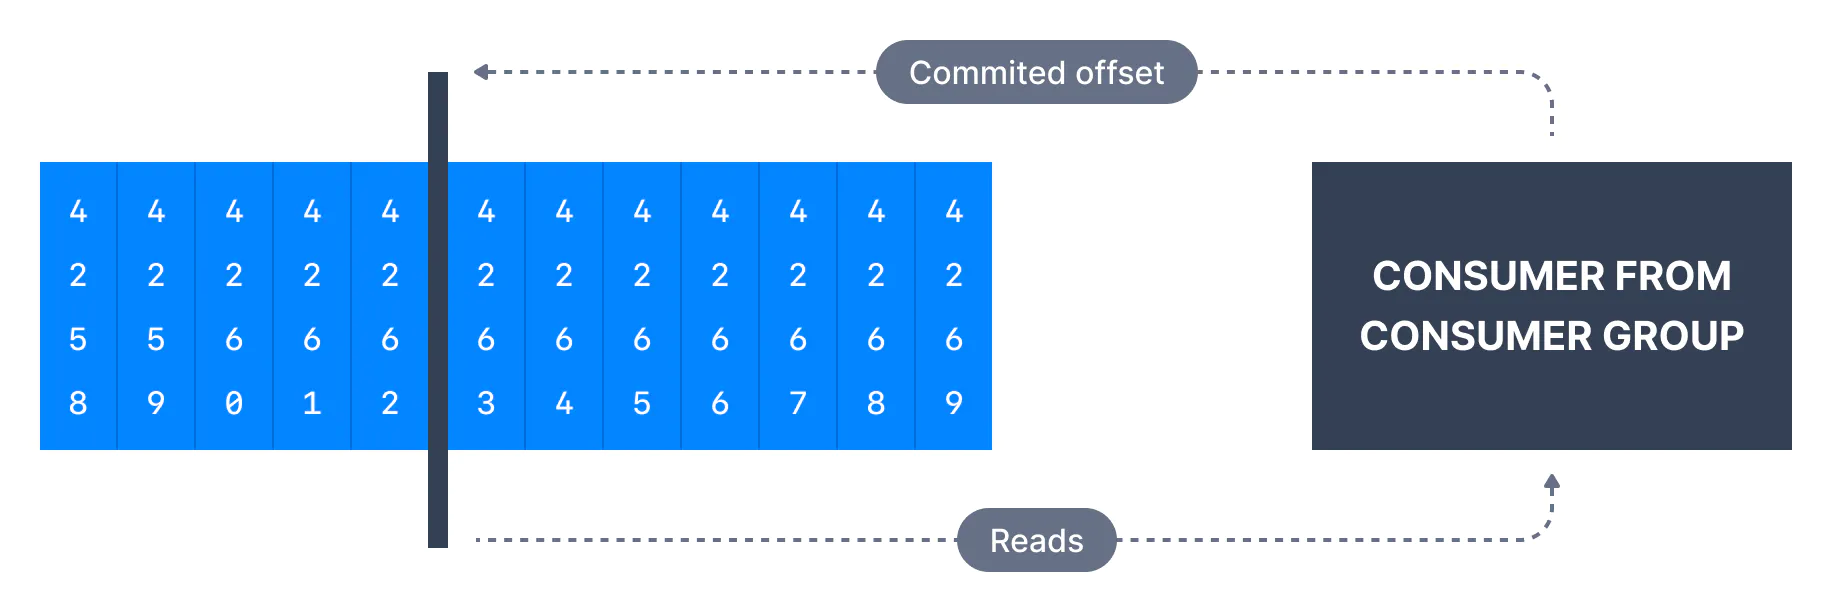 Commited offset
4 4 4 4 4 4 4 4 4 4 4 4
2 2 2 2 2 2 2 2 2 2 2 2
5 5 6 6 6 6 6 6 6 6 6 6
8 9 0 1 2 3 4 5 6 7 8 9
CONSUMER FROM
CONSUMER GROUP
Reads